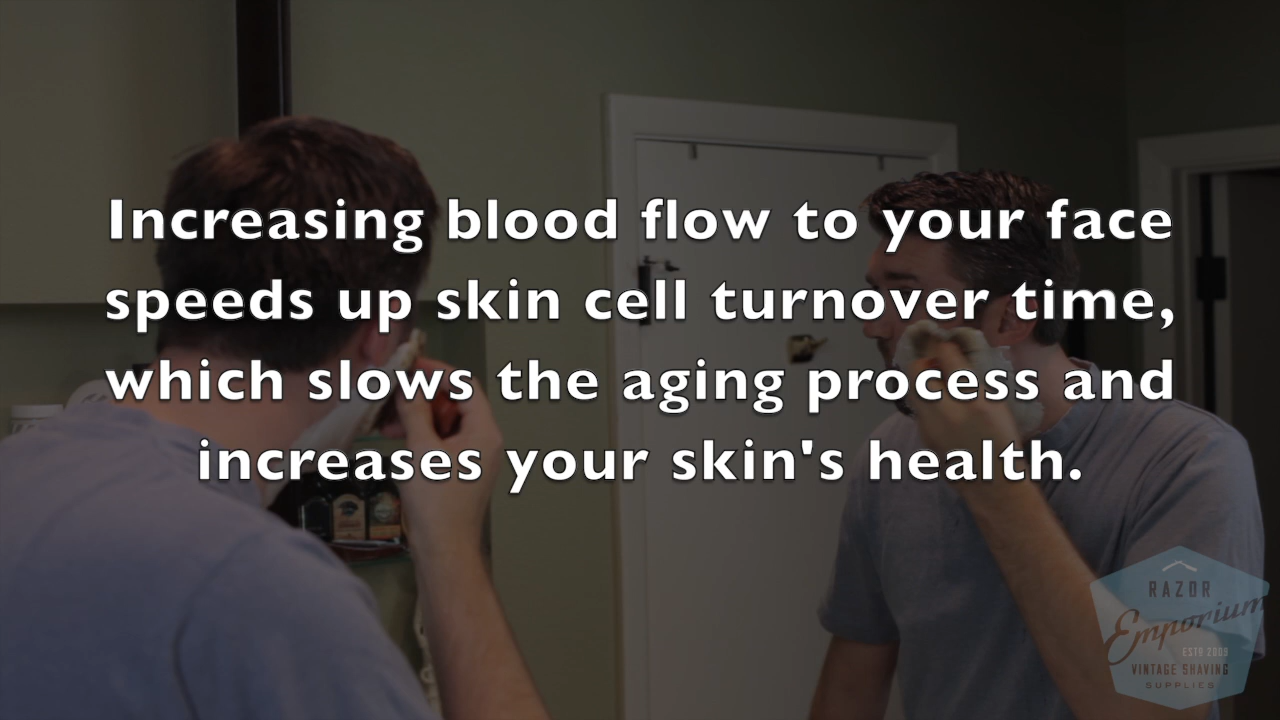 Increasing blood flow to your face
speeds up skin cell turnover time,
which slows the aging process and
increases your skin's health.
RAZOR
Emporium
ESTD 2009
VINTAGE SHAVING
SUPPLIES